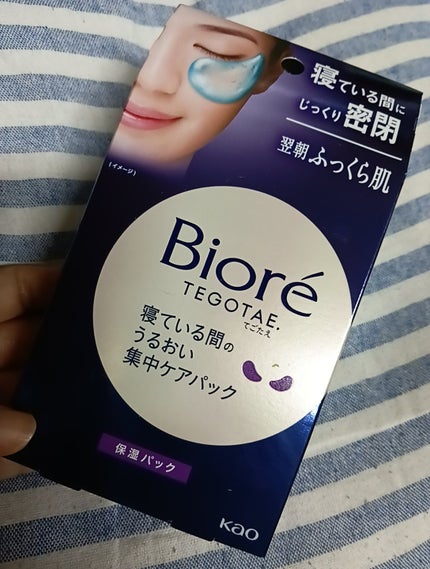 寝ている間に
じっくり 密閉
翌朝 ふっくら肌
(イメージ)
Bioré
TEGOTAE.
てごたえ
寝ている間の
うるおい
集中ケアパック
保湿パック
Kao